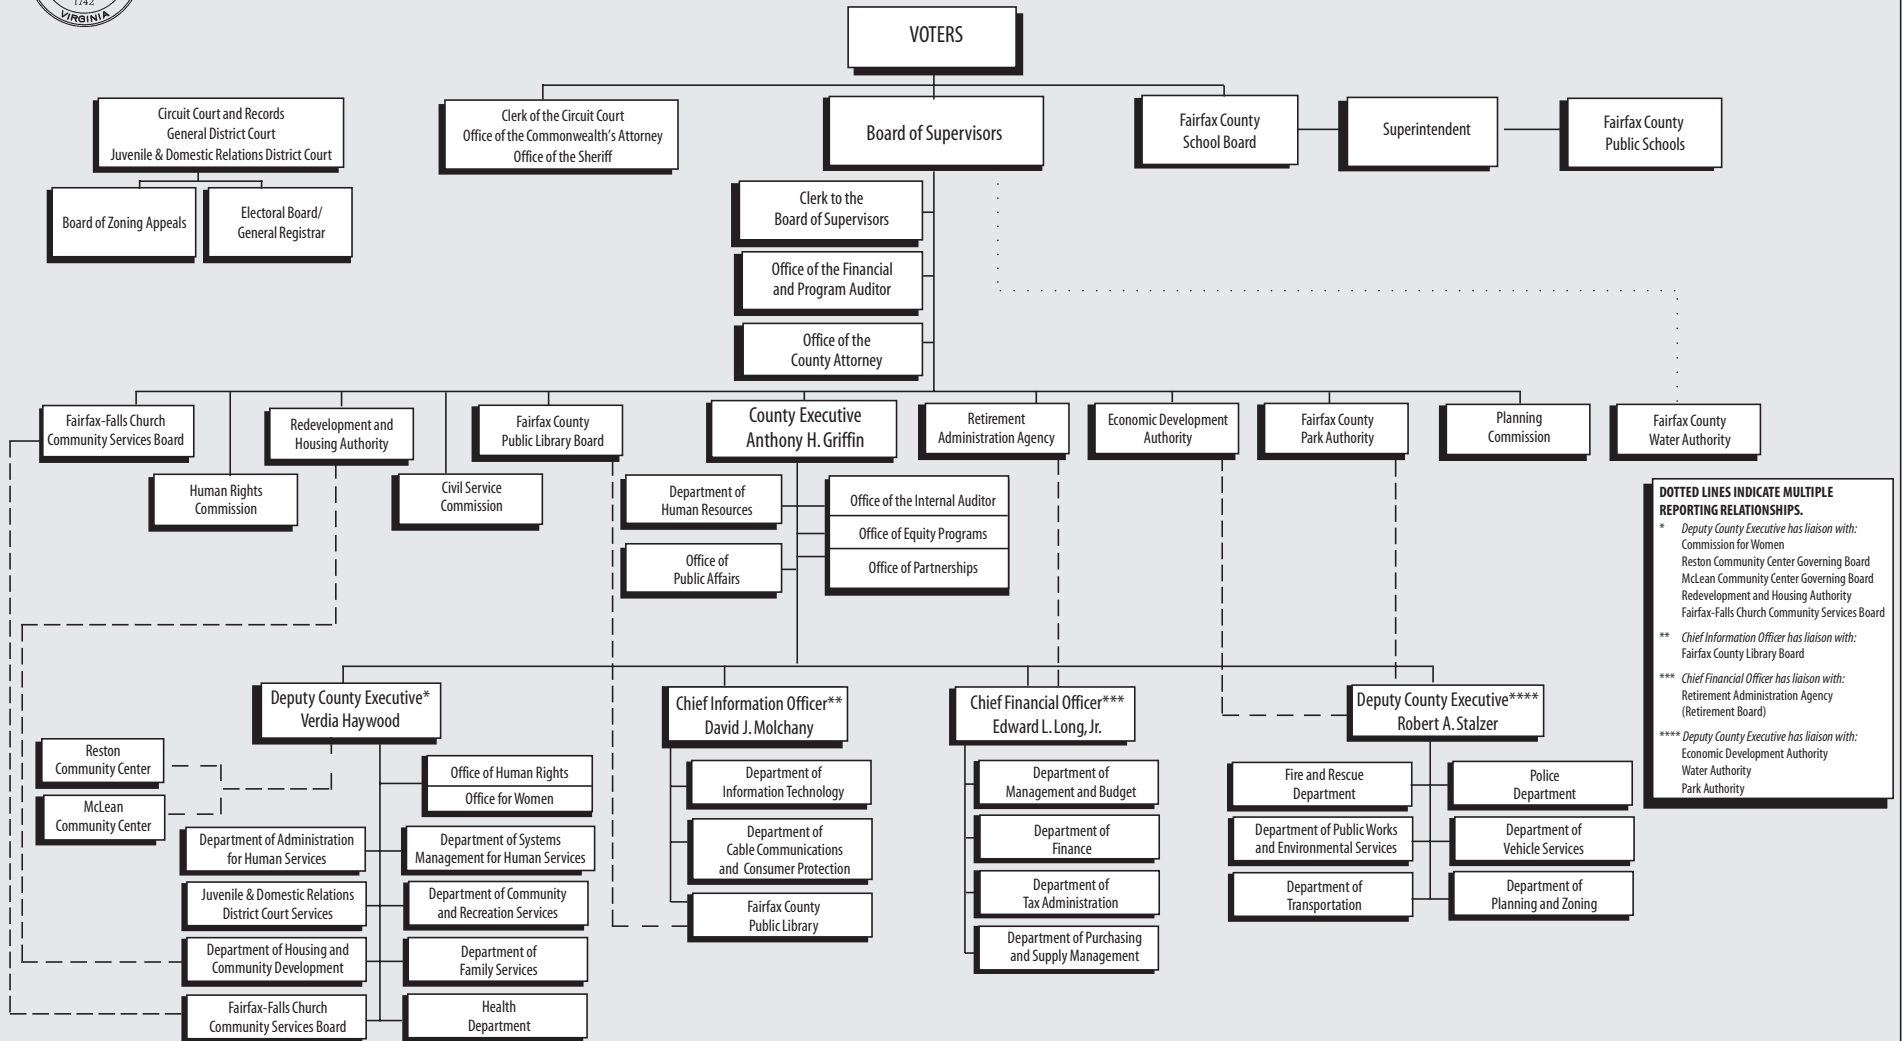 1742
VIRGINIA
VOTERS
Circuit Court and Records
General District Court
Juvenile & Domestic Relations District Court
Clerk of the Circuit Court
Office of the Commonwealth's Attorney
Office of the Sheriff
Board of Supervisors
Fairfax County
School Board
Superintendent
Fairfax County
Public Schools
Board of Zoning Appeals
Electoral Board/
General Registrar
Clerk to the
Board of Supervisors
Office of the Financial
and Program Auditor
Office of the
County Attorney
Fairfax-Falls Church
Community Services Board
Redevelopment and
Housing Authority
Fairfax County
Public Library Board
County Executive
Anthony H. Griffin
Retirement
Administration Agency
Economic Development
Authority
Fairfax County
Park Authority
Planning
Commission
Fairfax County
Water Authority
Human Rights
Commission
Civil Service
Commission
Department of
Human Resources
Office of the Internal Auditor
Office of Equity Programs
Office of Partnerships
Office of
Public Affairs
DOTTED LINES INDICATE MULTIPLE
REPORTING RELATIONSHIPS.
* Deputy County Executive has liaison with:
Commission for Women
Reston Community Center Governing Board
McLean Community Center Governing Board
Redevelopment and Housing Authority
Fairfax-Falls Church Community Services Board
** Chief Information Officer has liaison with:
Fairfax County Library Board
*** Chief Financial Officer has liaison with:
Retirement Administration Agency
(Retirement Board)
**** Deputy County Executive has liaison with:
Economic Development Authority
Water Authority
Park Authority
Deputy County Executive*
Verdia Haywood
Chief Information Officer**
David J. Molchany
Chief Financial Officer***
Edward L. Long, Jr.
Deputy County Executive****
Robert A. Stalzer
Reston
Community Center
McLean
Community Center
Office of Human Rights
Office for Women
Department of Administration
for Human Services
Department of Systems
Management for Human Services
Juvenile & Domestic Relations
District Court Services
Department of Community
and Recreation Services
Department of Housing and
Community Development
Department of
Family Services
Fairfax-Falls Church
Community Services Board
Health
Department
Department of
Information Technology
Department of
Cable Communications
and Consumer Protection
Fairfax County
Public Library
Department of
Management and Budget
Department of
Finance
Department of
Tax Administration
Department of Purchasing
and Supply Management
Fire and Rescue
Department
Police
Department
Department of Public Works
and Environmental Services
Department of
Vehicle Services
Department of
Transportation
Department of
Planning and Zoning